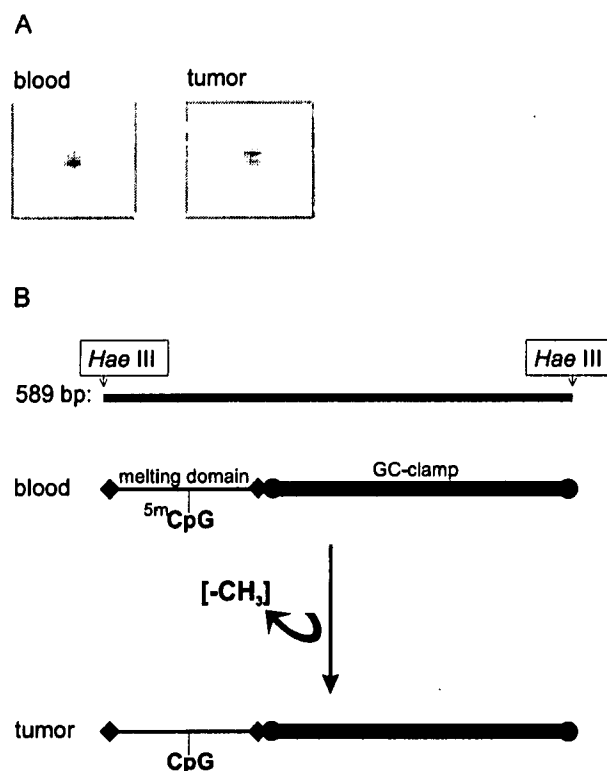 A
blood tumor
B
Hae III Hae III
589 bp:
blood melting domain GC-clamp
5mCpG
[-CH3]
tumor
CpG